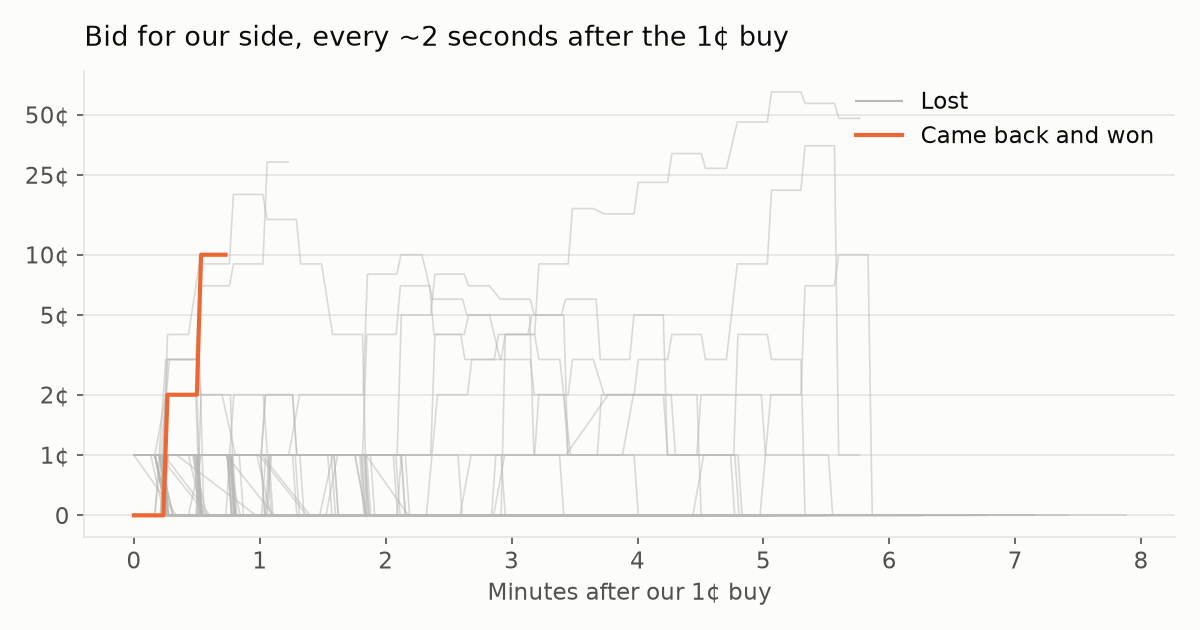 Bid for our side, every ~2 seconds after the 1¢ buy
Lost
Came back and won
50¢
25¢
10¢
5¢
2¢
1¢
0
0 1 2 3 4 5 6 7 8
Minutes after our 1¢ buy